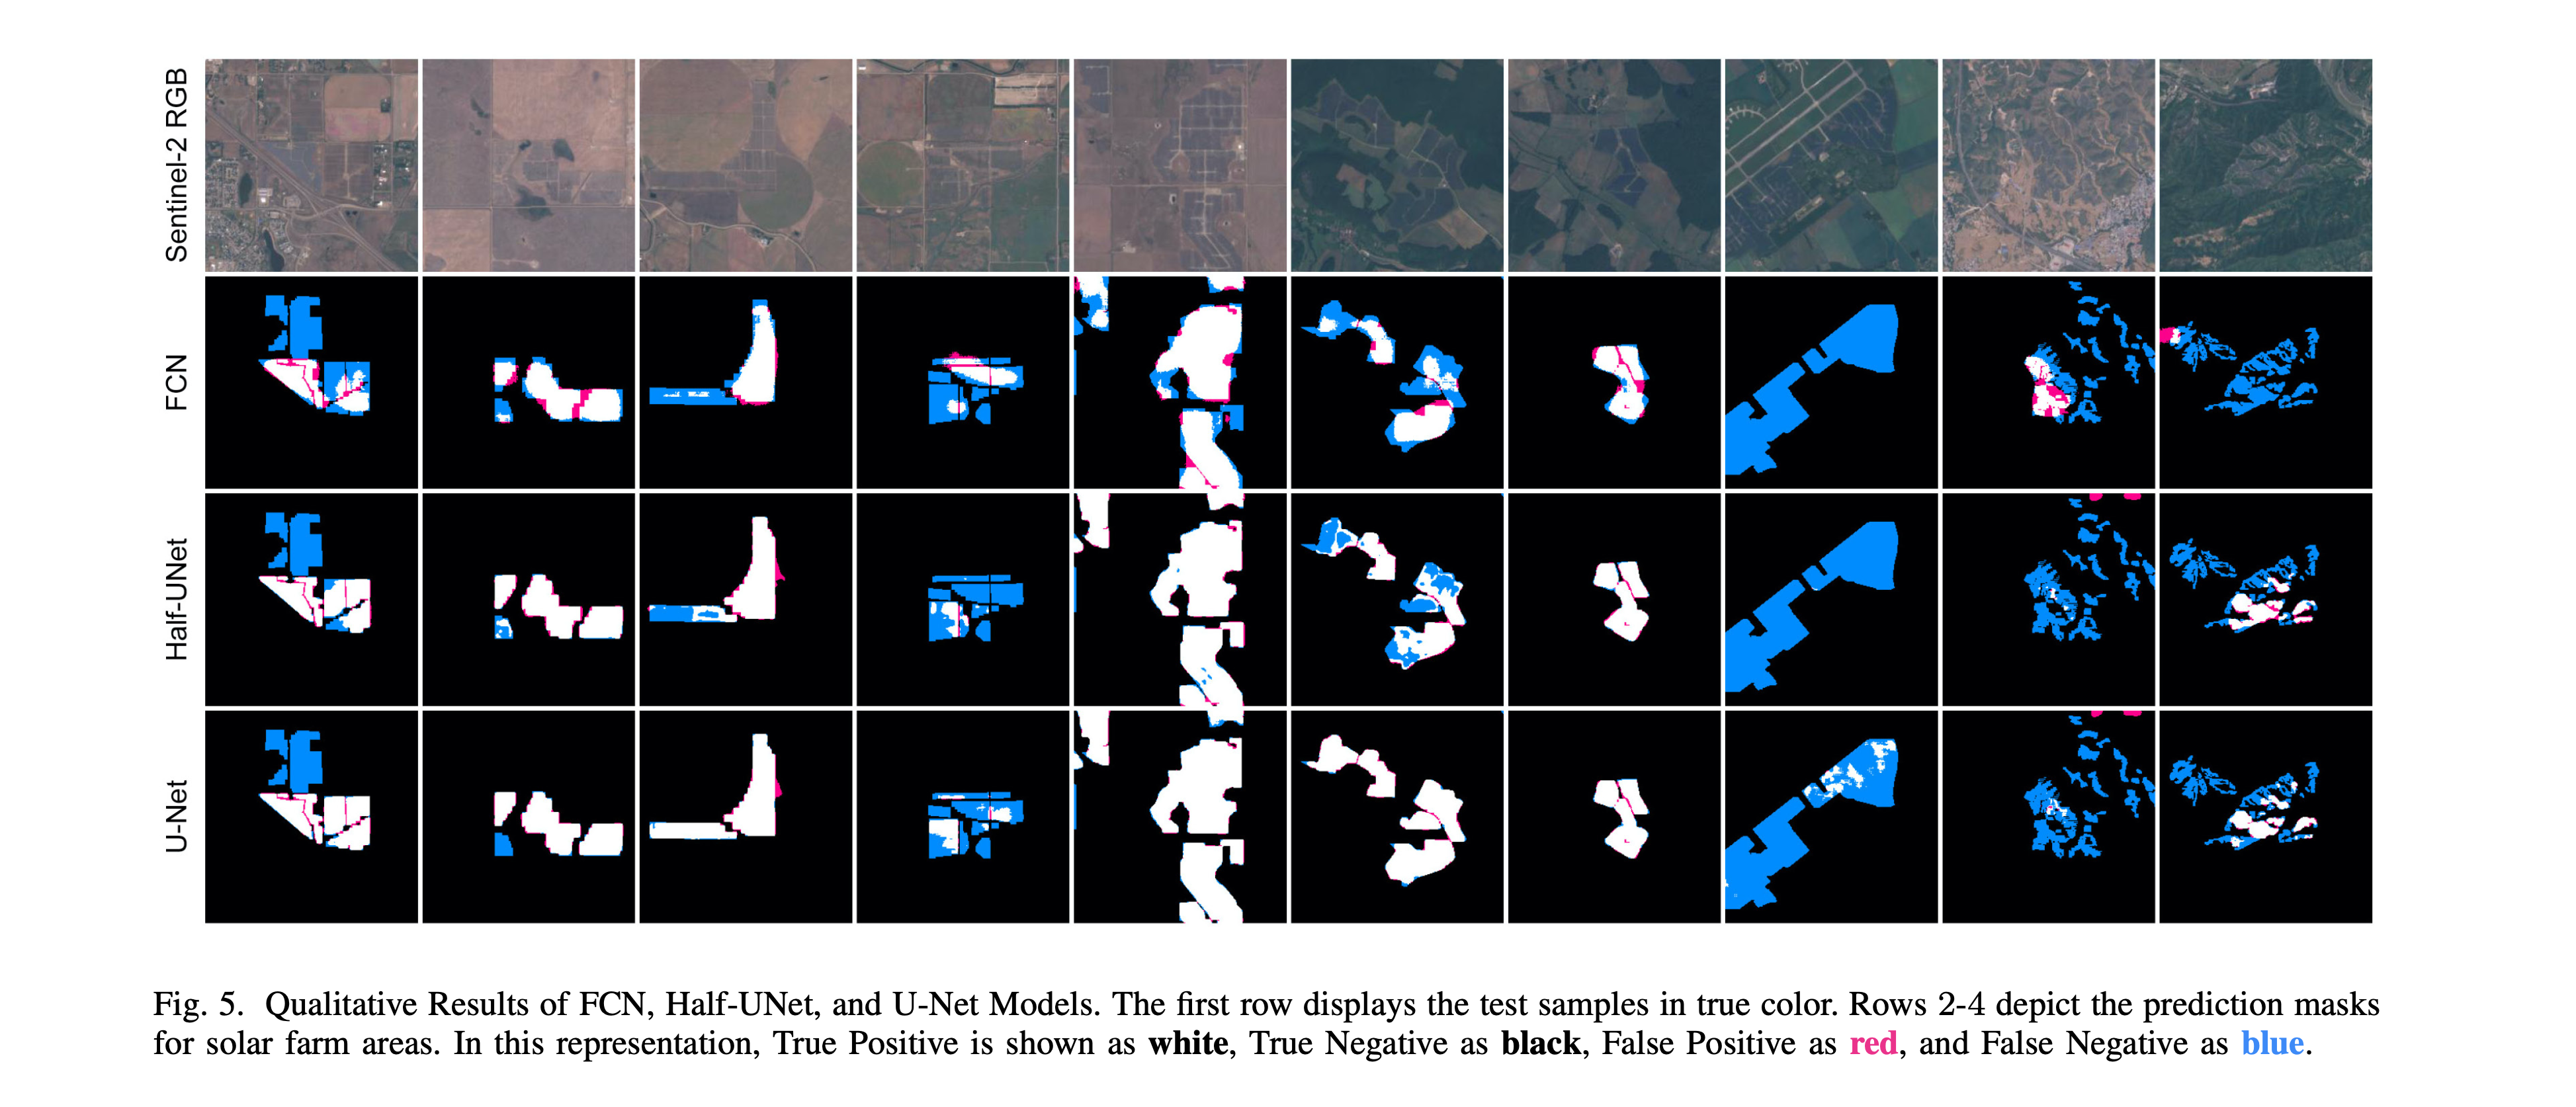 Sentinel-2 RGB
FCN
Half-UNet
U-Net
Fig. 5. Qualitative Results of FCN, Half-UNet, and U-Net Models. The first row displays the test samples in true color. Rows 2-4 depict the prediction masks
for solar farm areas. In this representation, True Positive is shown as white, True Negative as black, False Positive as red, and False Negative as blue.